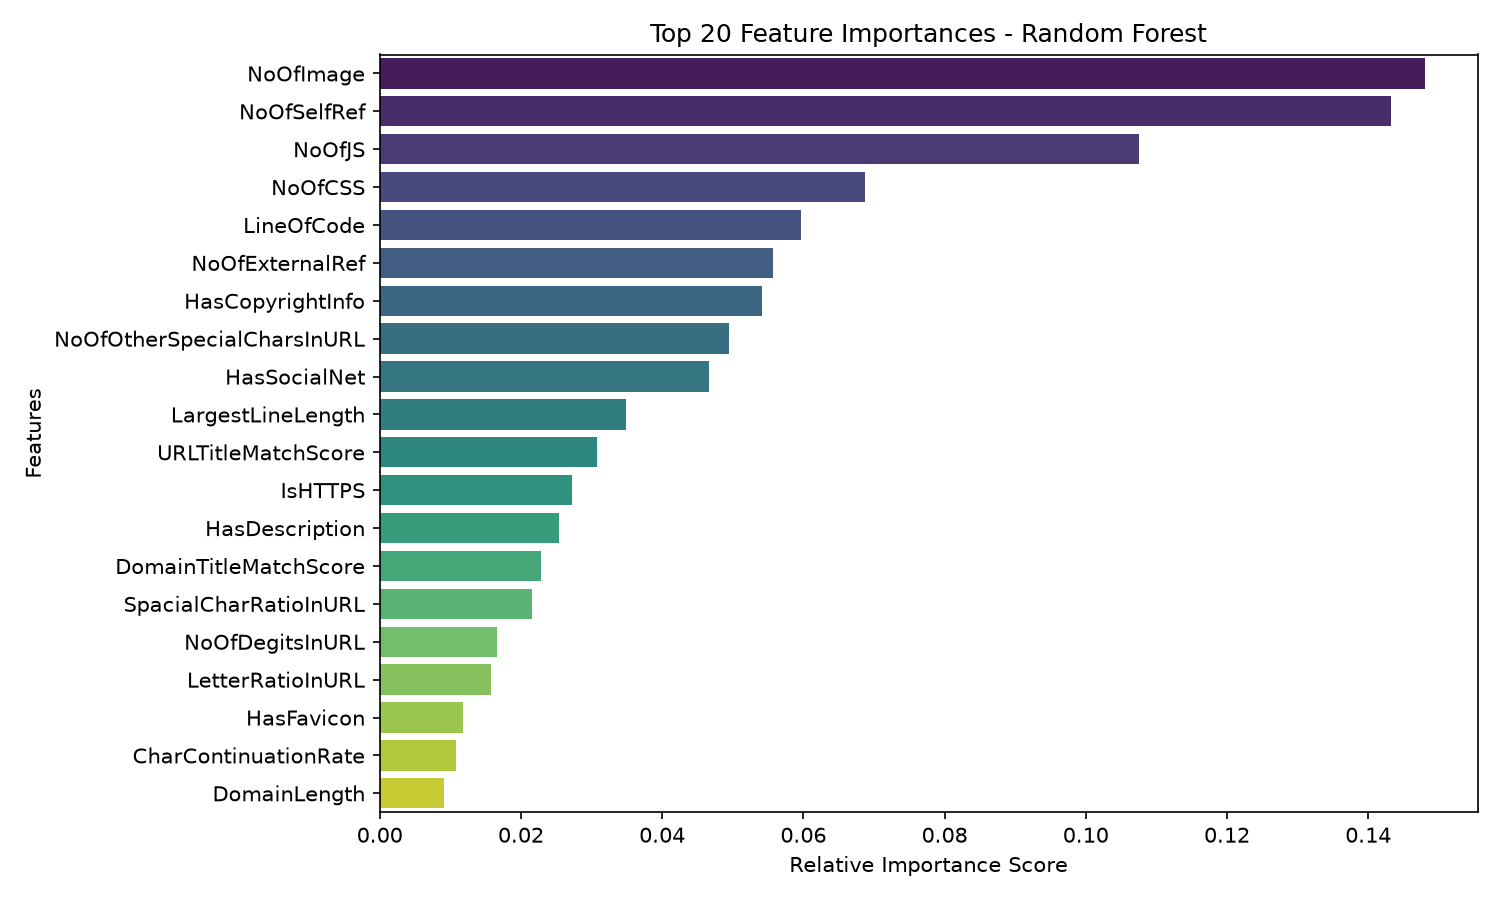 Top 20 Feature Importances - Random Forest
Features
NoOfImage
NoOfSelfRef
NoOfJS
NoOfCSS
LineOfCode
NoOfExternalRef
HasCopyrightInfo
NoOfOtherSpecialCharsInURL
HasSocialNet
LargestLineLength
URLTitleMatchScore
IsHTTPS
HasDescription
DomainTitleMatchScore
SpacialCharRatioInURL
NoOfDegitsInURL
LetterRatioInURL
HasFavicon
CharContinuationRate
DomainLength
0.00 0.02 0.04 0.06 0.08 0.10 0.12 0.14
Relative Importance Score